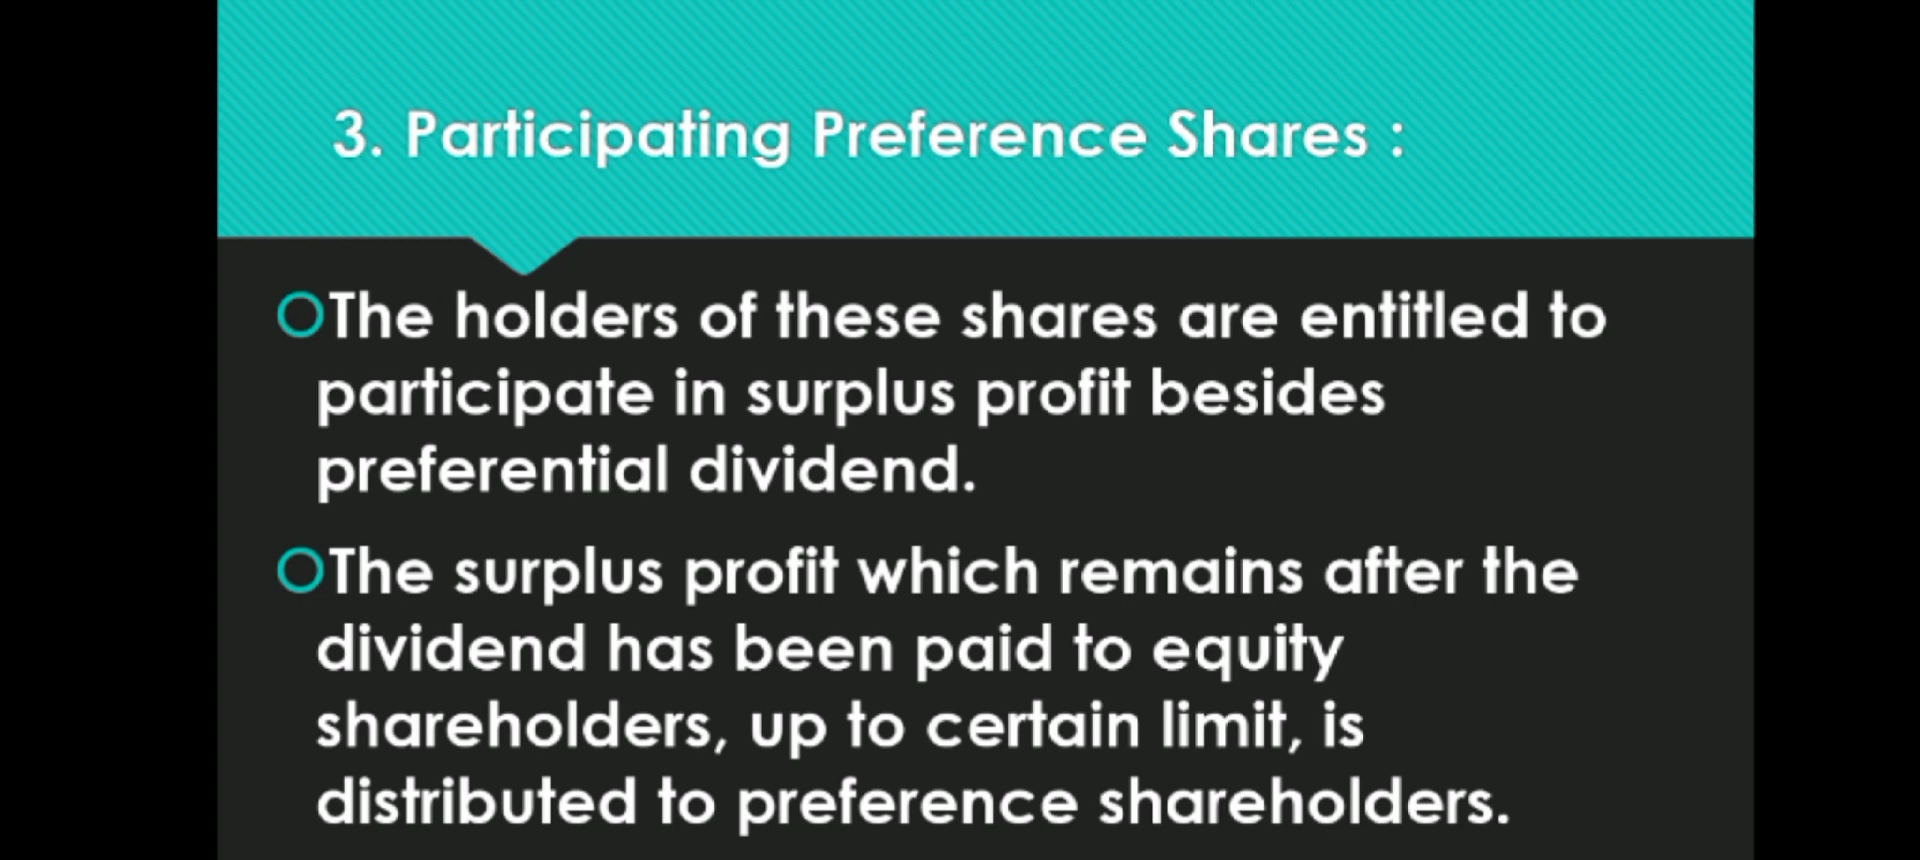 3. Participating Preference Shares :
The holders of these shares are entitled to
participate in surplus profit besides
preferential dividend.
The surplus profit which remains after the
dividend has been paid to equity
shareholders, up to certain limit, is
distributed to preference shareholders.